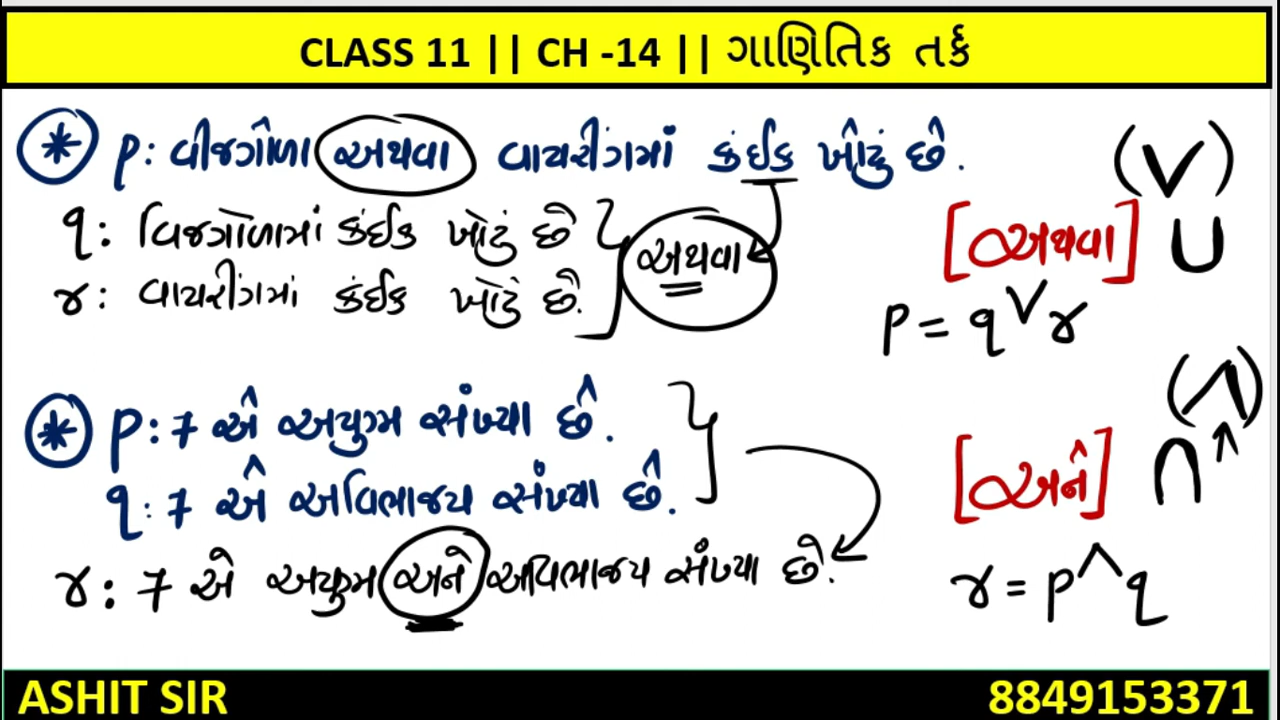 CLASS 11 || CH -14 || ગાણિતિક તર્ક
* p: વીજગોળા અથવા વાયરીંગમાં કંઈક ખોટું છે.
(∨)
q: વિજગોળામાં કંઈક ખોટું છે
r: વાયરીંગમાં કંઈક ખોટું છે.
અથવા
[અથવા] ∪
p = q ∨ r
* p: 7 એ અયુગ્મ સંખ્યા છે.
q: 7 એ અવિભાજ્ય સંખ્યા છે.
(∧)
[અને] ∩
r: 7 એ અયુગ્મ અને અવિભાજ્ય સંખ્યા છે.
r = p ∧ q
ASHIT SIR
8849153371